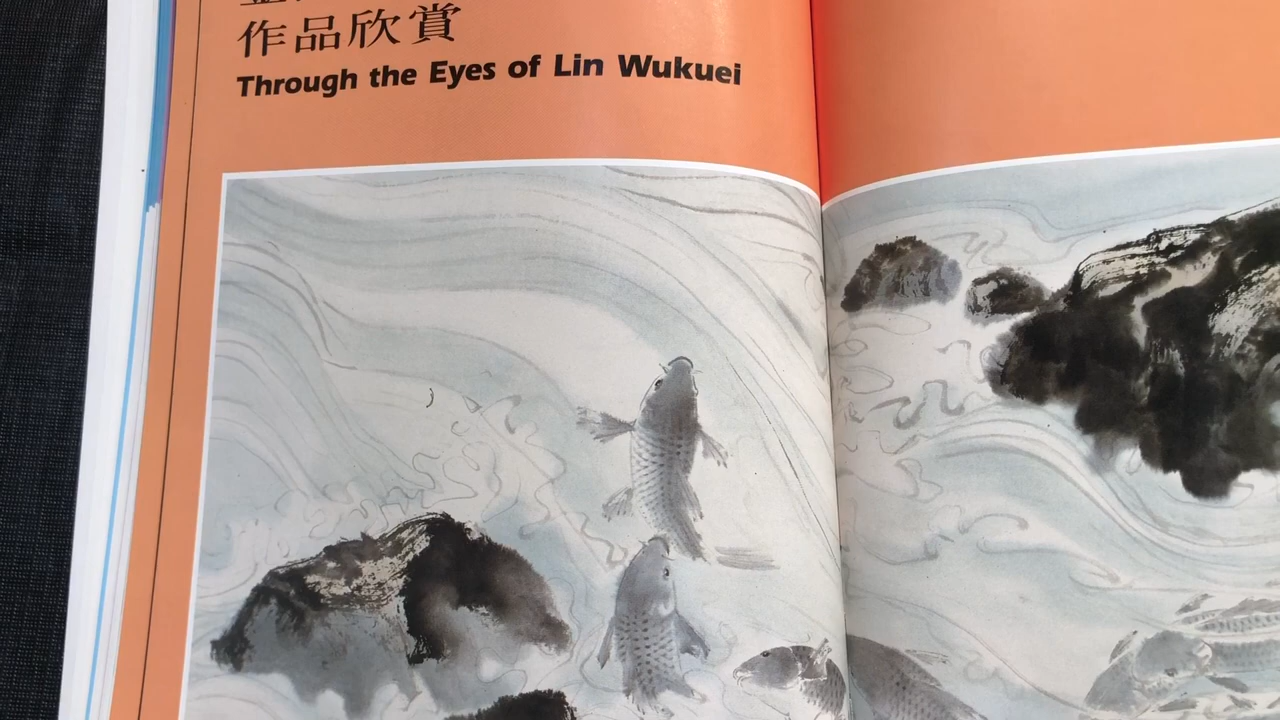 作品欣賞
Through the Eyes of Lin Wukuei